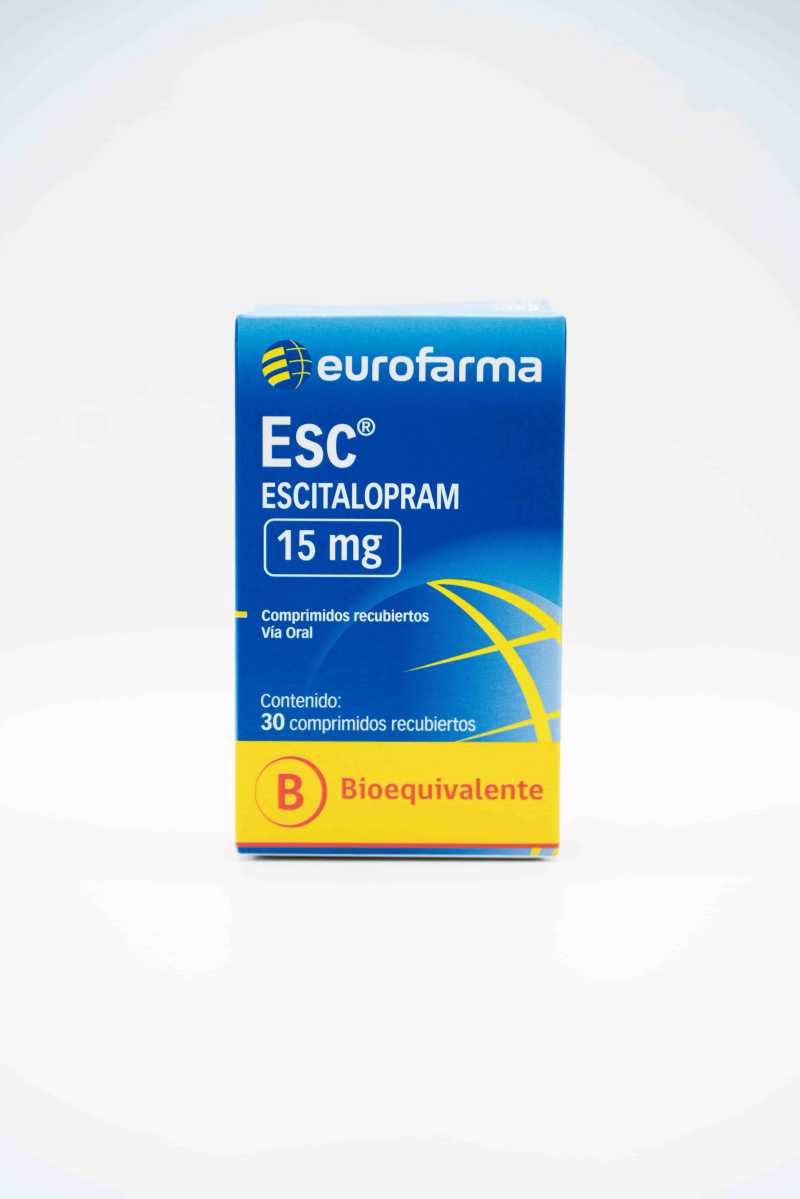 eurofarma
Esc®
ESCITALOPRAM
15 mg
Comprimidos recubiertos
Vía Oral
Contenido:
30 comprimidos recubiertos
B Bioequivalente